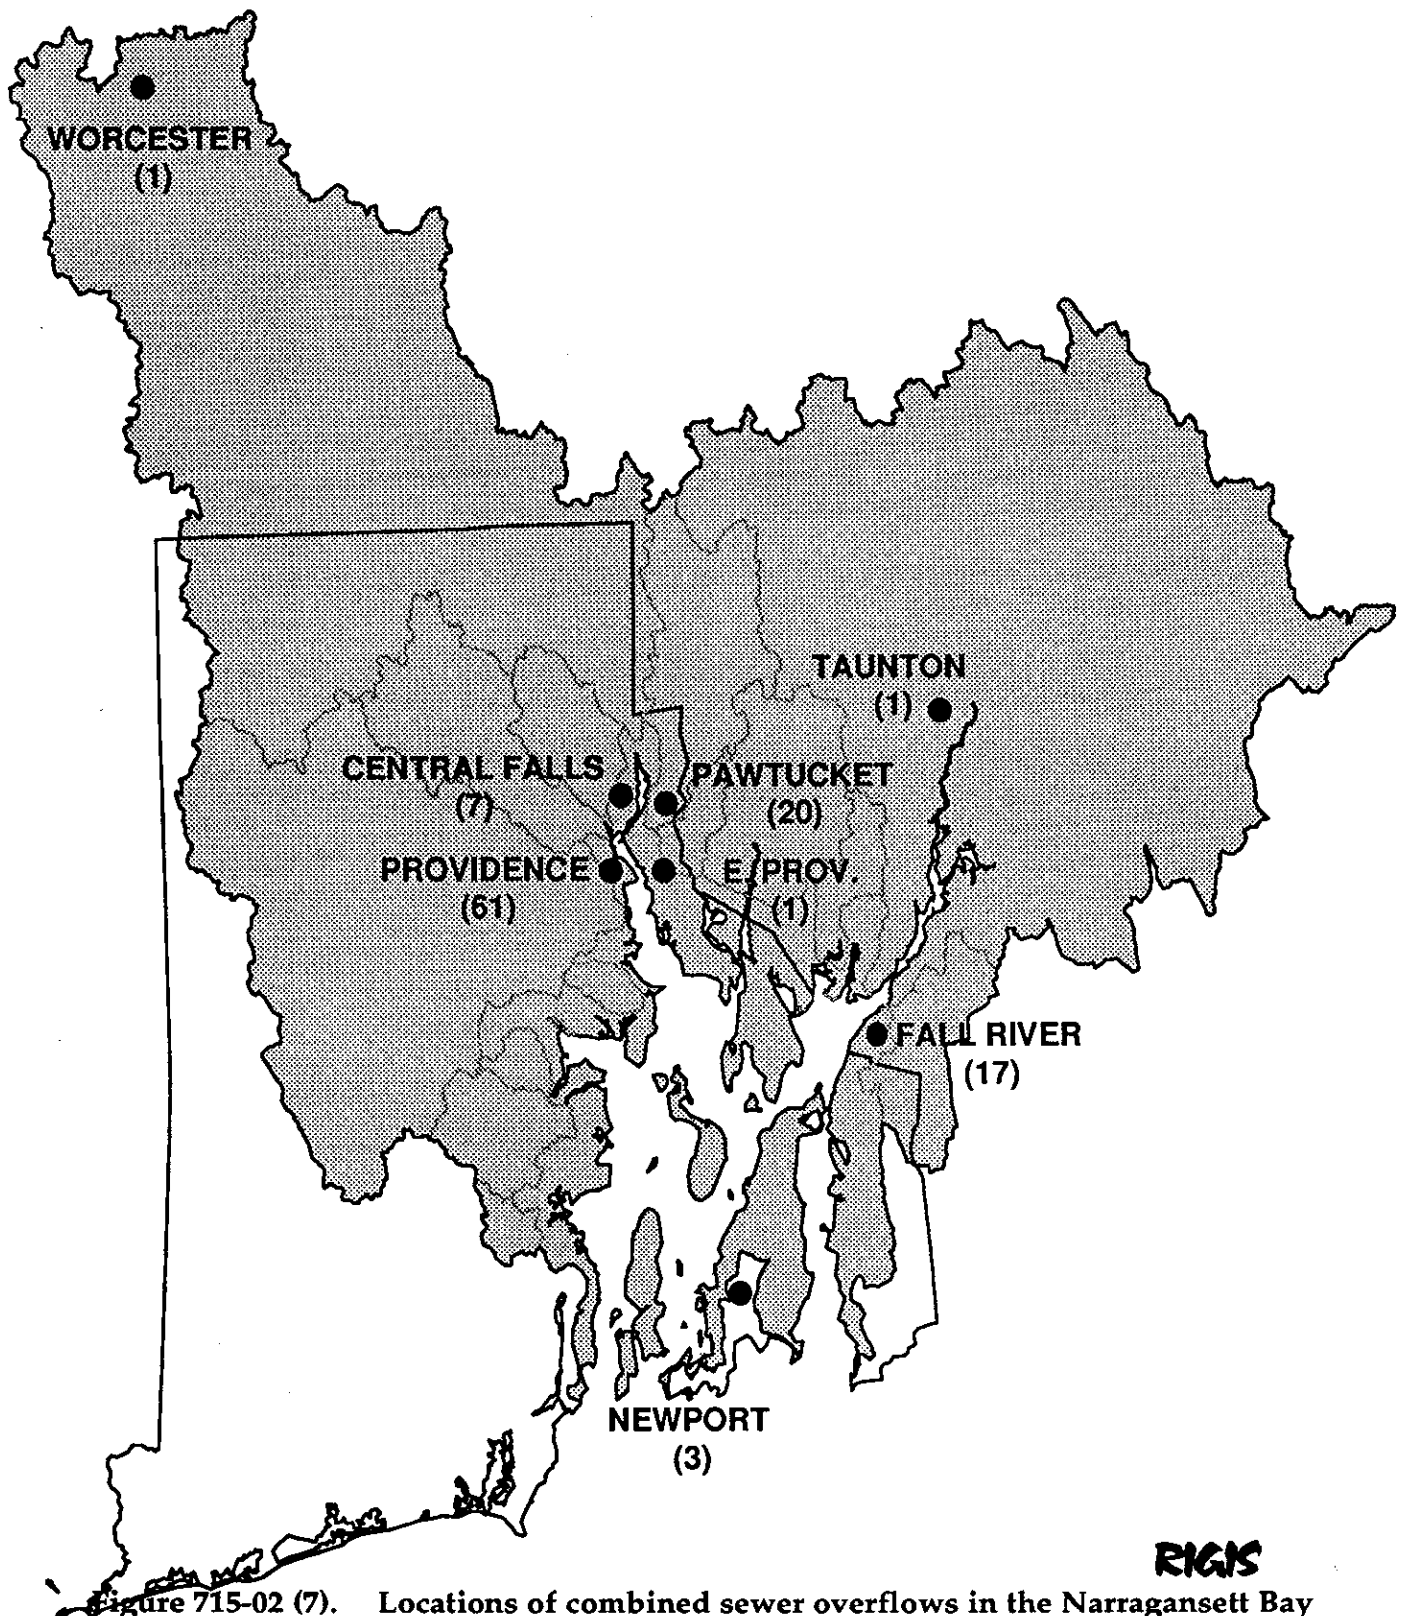 WORCESTER
(1)
TAUNTON
(1)
CENTRAL FALLS
(7)
PAWTUCKET
(20)
PROVIDENCE
(61)
E. PROV.
(1)
FALL RIVER
(17)
NEWPORT
(3)
RIGIS
Figure 715-02 (7). Locations of combined sewer overflows in the Narragansett Bay